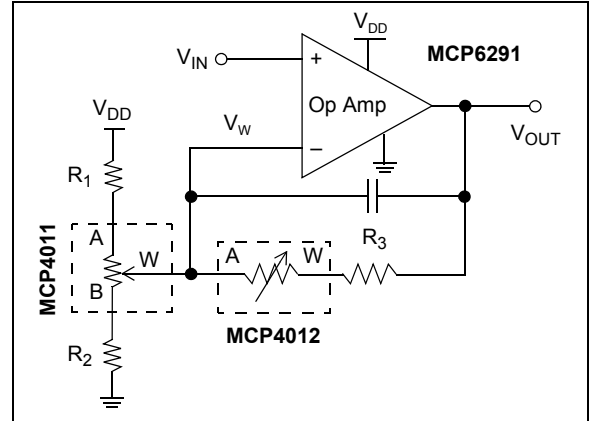 V_DD
MCP6291
V_IN
+
Op Amp
V_DD
V_W
−
V_OUT
R_1
R_3
MCP4011
A
W
A
W
B
MCP4012
R_2